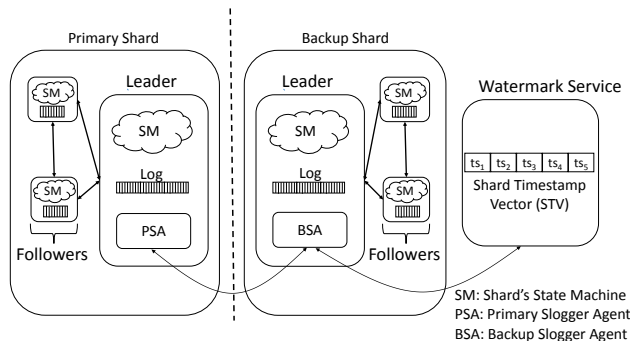 Primary Shard
Leader
SM
SM
Log
SM
PSA
Followers
Backup Shard
Leader
SM
SM
Log
SM
BSA
Followers
Watermark Service
ts1 ts2 ts3 ts4 ts5
Shard Timestamp
Vector (STV)
SM: Shard's State Machine
PSA: Primary Slogger Agent
BSA: Backup Slogger Agent